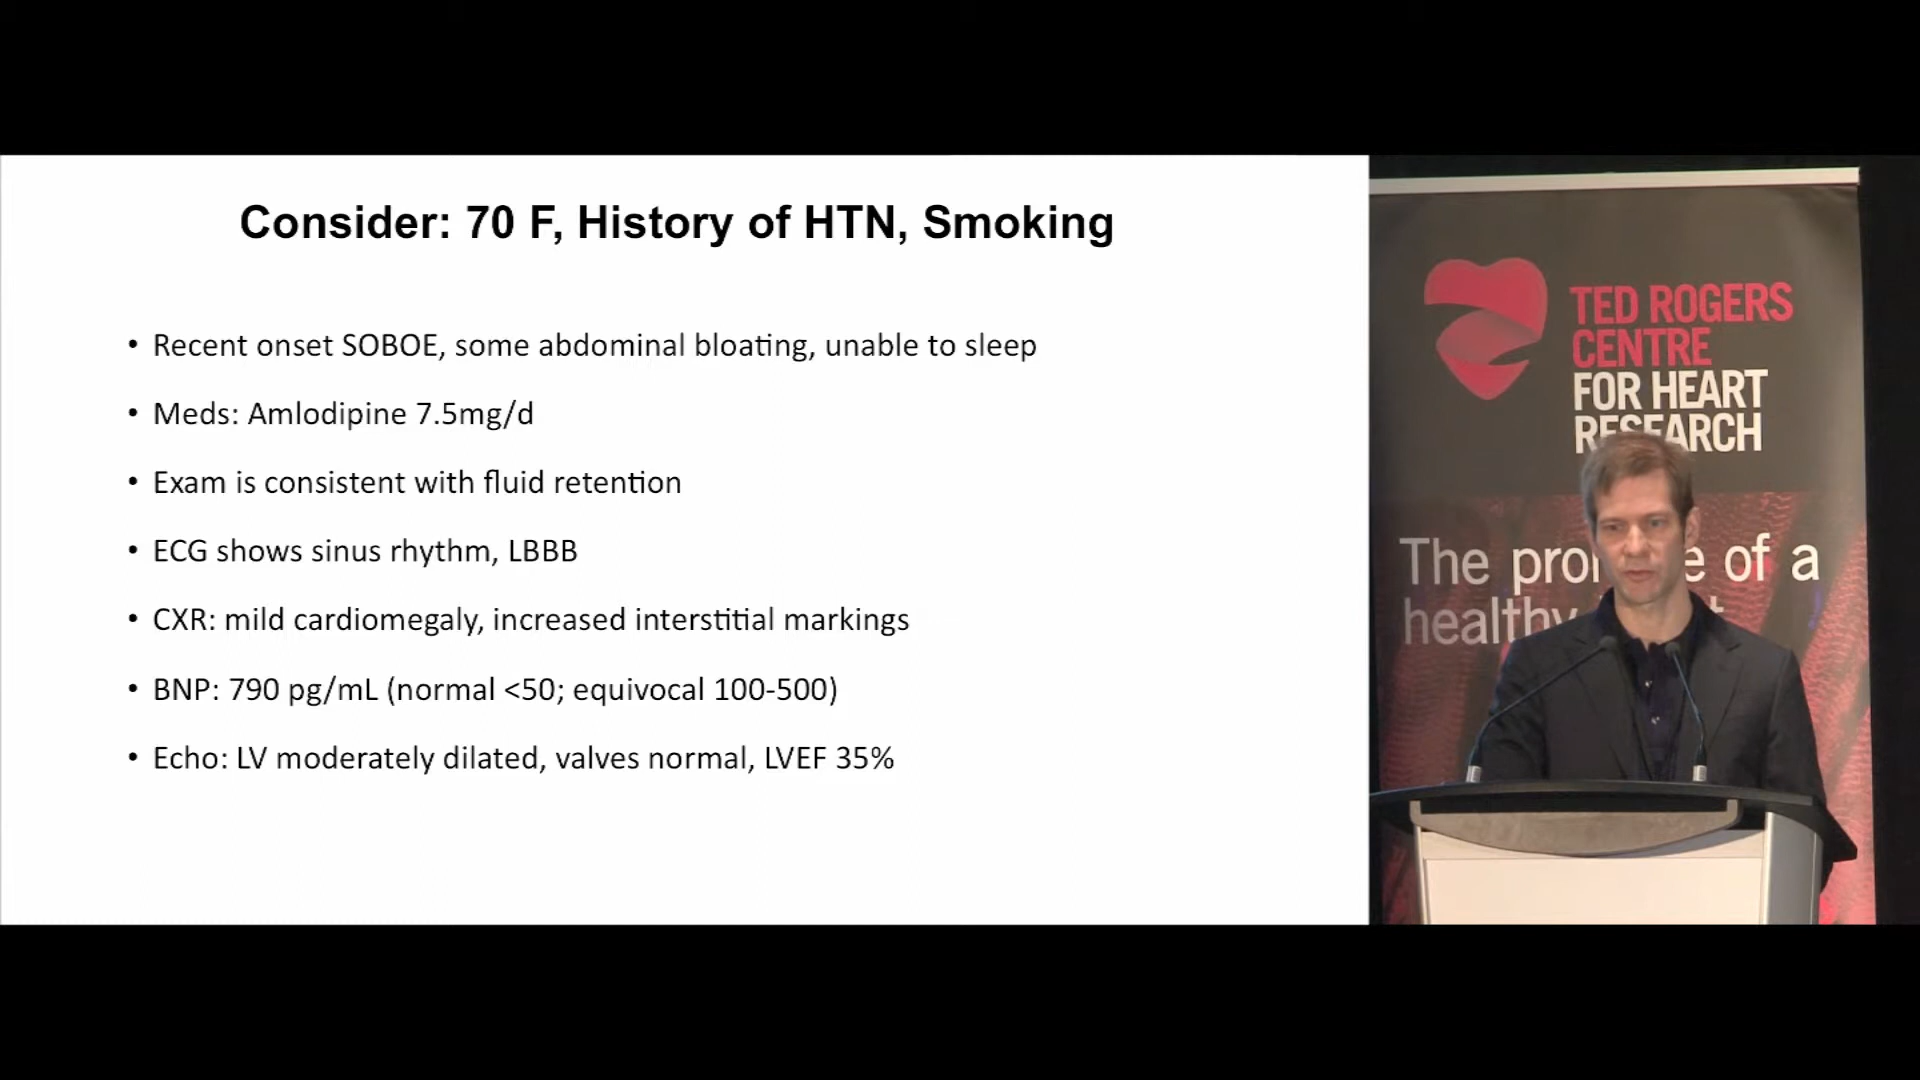 Consider: 70 F, History of HTN, Smoking
• Recent onset SOBOE, some abdominal bloating, unable to sleep
• Meds: Amlodipine 7.5mg/d
• Exam is consistent with fluid retention
• ECG shows sinus rhythm, LBBB
• CXR: mild cardiomegaly, increased interstitial markings
• BNP: 790 pg/mL (normal <50; equivocal 100-500)
• Echo: LV moderately dilated, valves normal, LVEF 35%
TED ROGERS
CENTRE
FOR HEART
RESEARCH
The of a
healthy